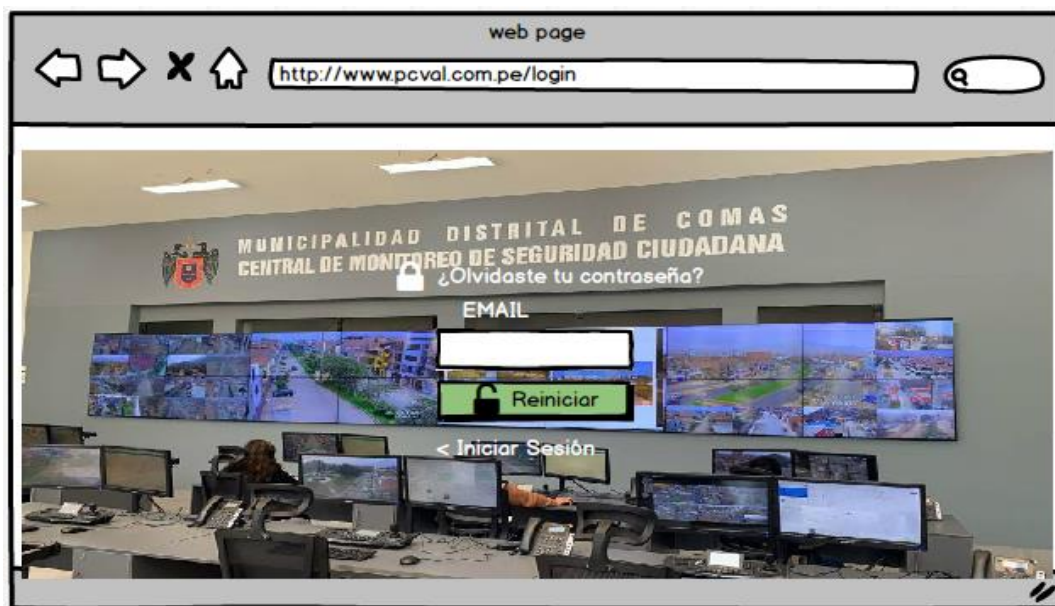 web page
http://www.pcval.com.pe/login
MUNICIPALIDAD DISTRITAL DE COMAS
CENTRAL DE MONITOREO DE SEGURIDAD CIUDADANA
¿Olvidaste tu contraseña?
EMAIL
Reiniciar
< Iniciar Sesión